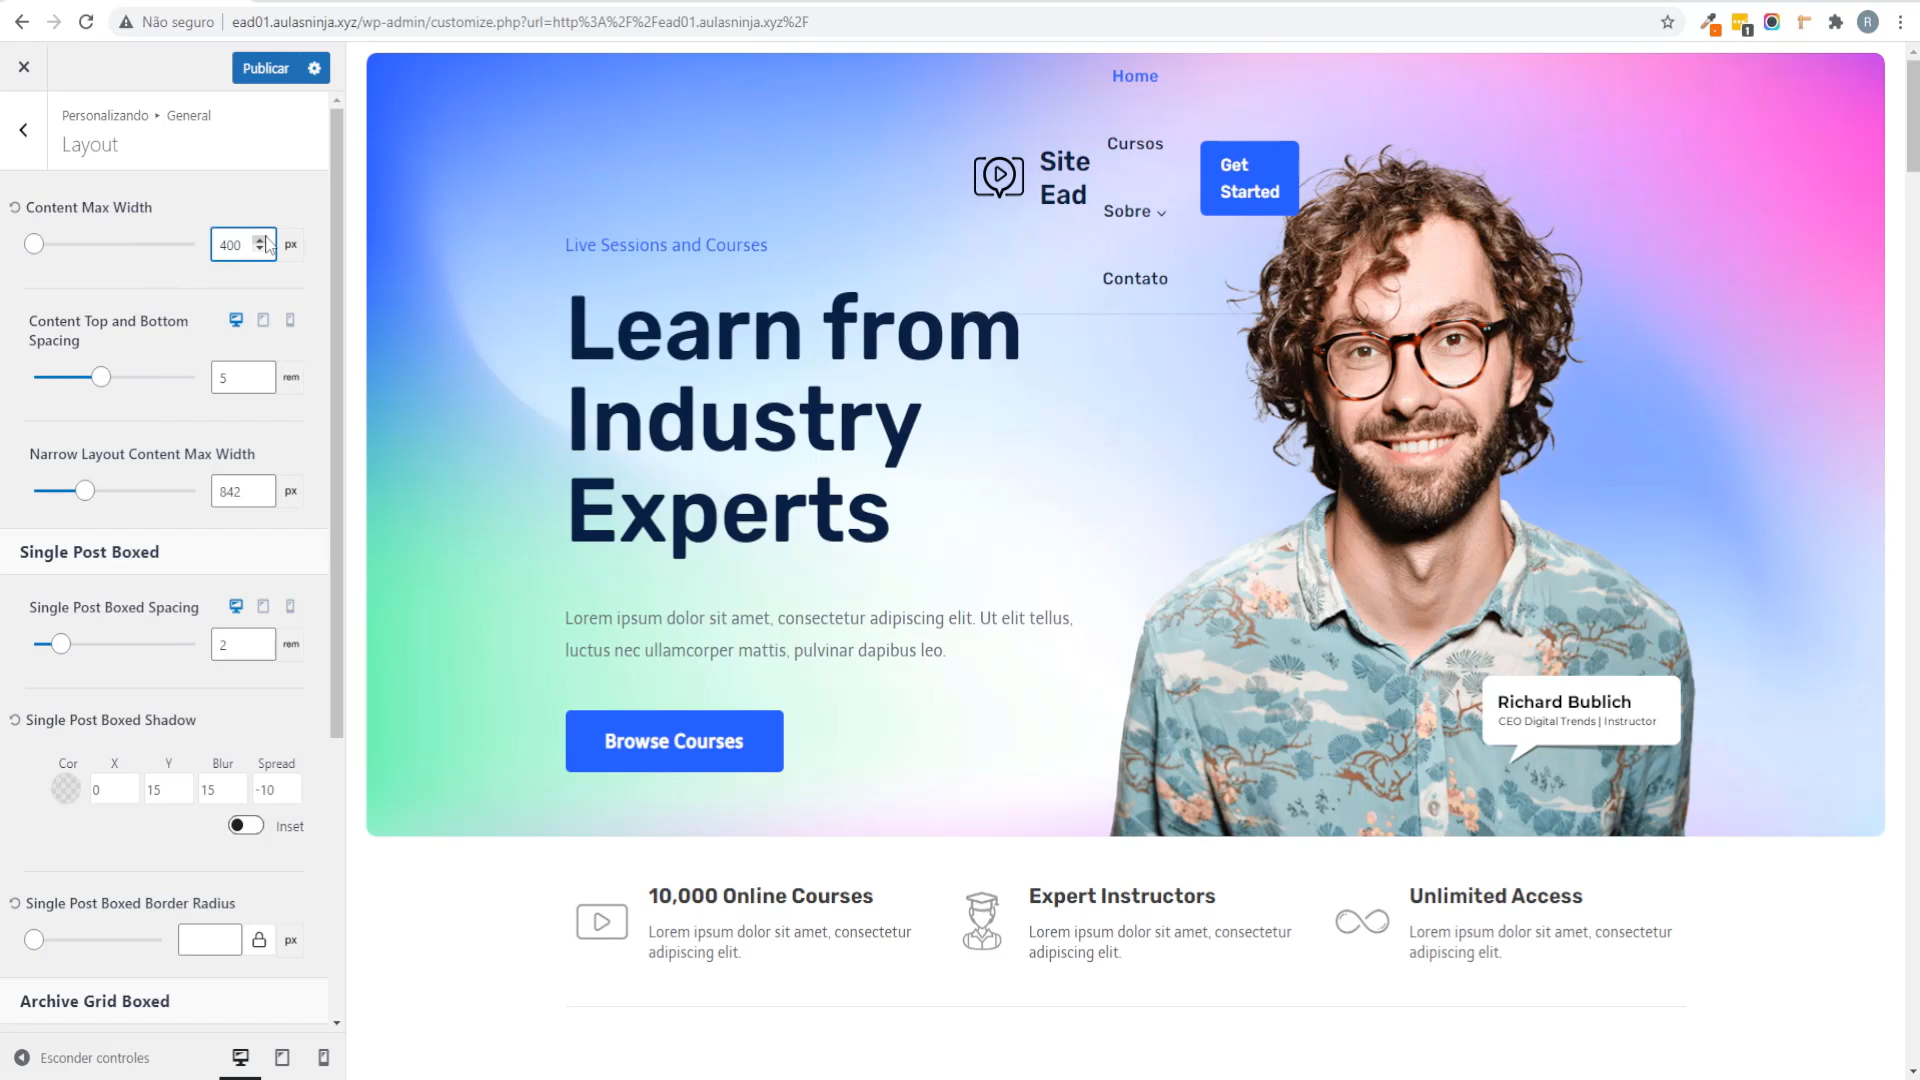 Não seguro
ead01.aulasninja.xyz/wp-admin/customize.php?url=http%3A%2F%2Fead01.aulasninja.xyz%2F
1
R
Publicar
Personalizando ▸ General
Layout
Content Max Width
400
px
Content Top and Bottom
Spacing
5
rem
Narrow Layout Content Max Width
842
px
Single Post Boxed
Single Post Boxed Spacing
2
rem
Single Post Boxed Shadow
Cor X Y Blur Spread
0 15 15 -10
Inset
Single Post Boxed Border Radius
px
Archive Grid Boxed
Esconder controles
Home
Cursos
Sobre
Contato
Site
Ead
Get
Started
Live Sessions and Courses
Learn from
Industry
Experts
Lorem ipsum dolor sit amet, consectetur adipiscing elit. Ut elit tellus,
luctus nec ullamcorper mattis, pulvinar dapibus leo.
Browse Courses
Richard Bublich
CEO Digital Trends | Instructor
10,000 Online Courses
Lorem ipsum dolor sit amet, consectetur
adipiscing elit.
Expert Instructors
Lorem ipsum dolor sit amet, consectetur
adipiscing elit.
Unlimited Access
Lorem ipsum dolor sit amet, consectetur
adipiscing elit.